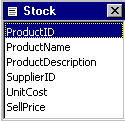 Stock
ProductID
ProductName
ProductDescription
SupplierID
UnitCost
SellPrice